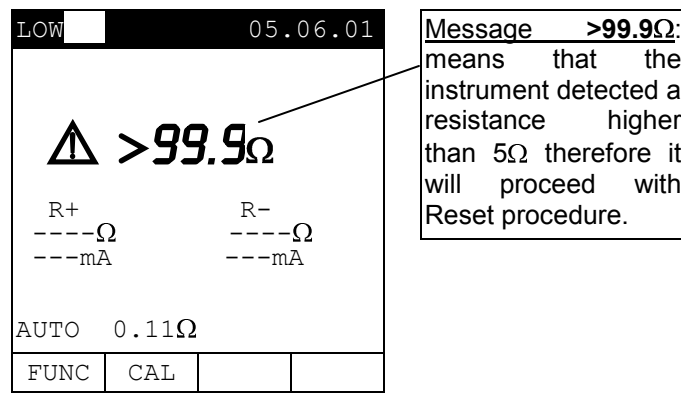 LOW 05.06.01
>99.9Ω
R+ R-
----Ω ----Ω
---mA ---mA
AUTO 0.11Ω
FUNC CAL
Message >99.9Ω:
means that the
instrument detected a
resistance higher
than 5Ω therefore it
will proceed with
Reset procedure.